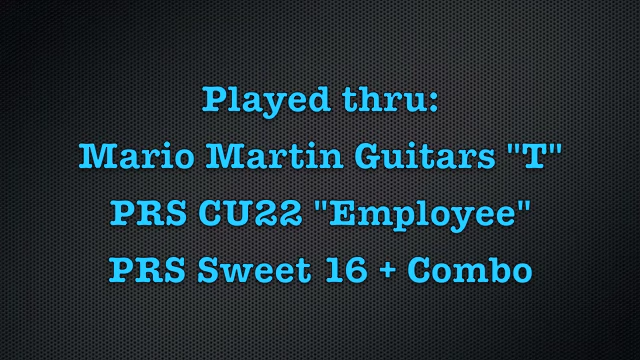 Played thru:
Mario Martin Guitars "T"
PRS CU22 "Employee"
PRS Sweet 16 + Combo